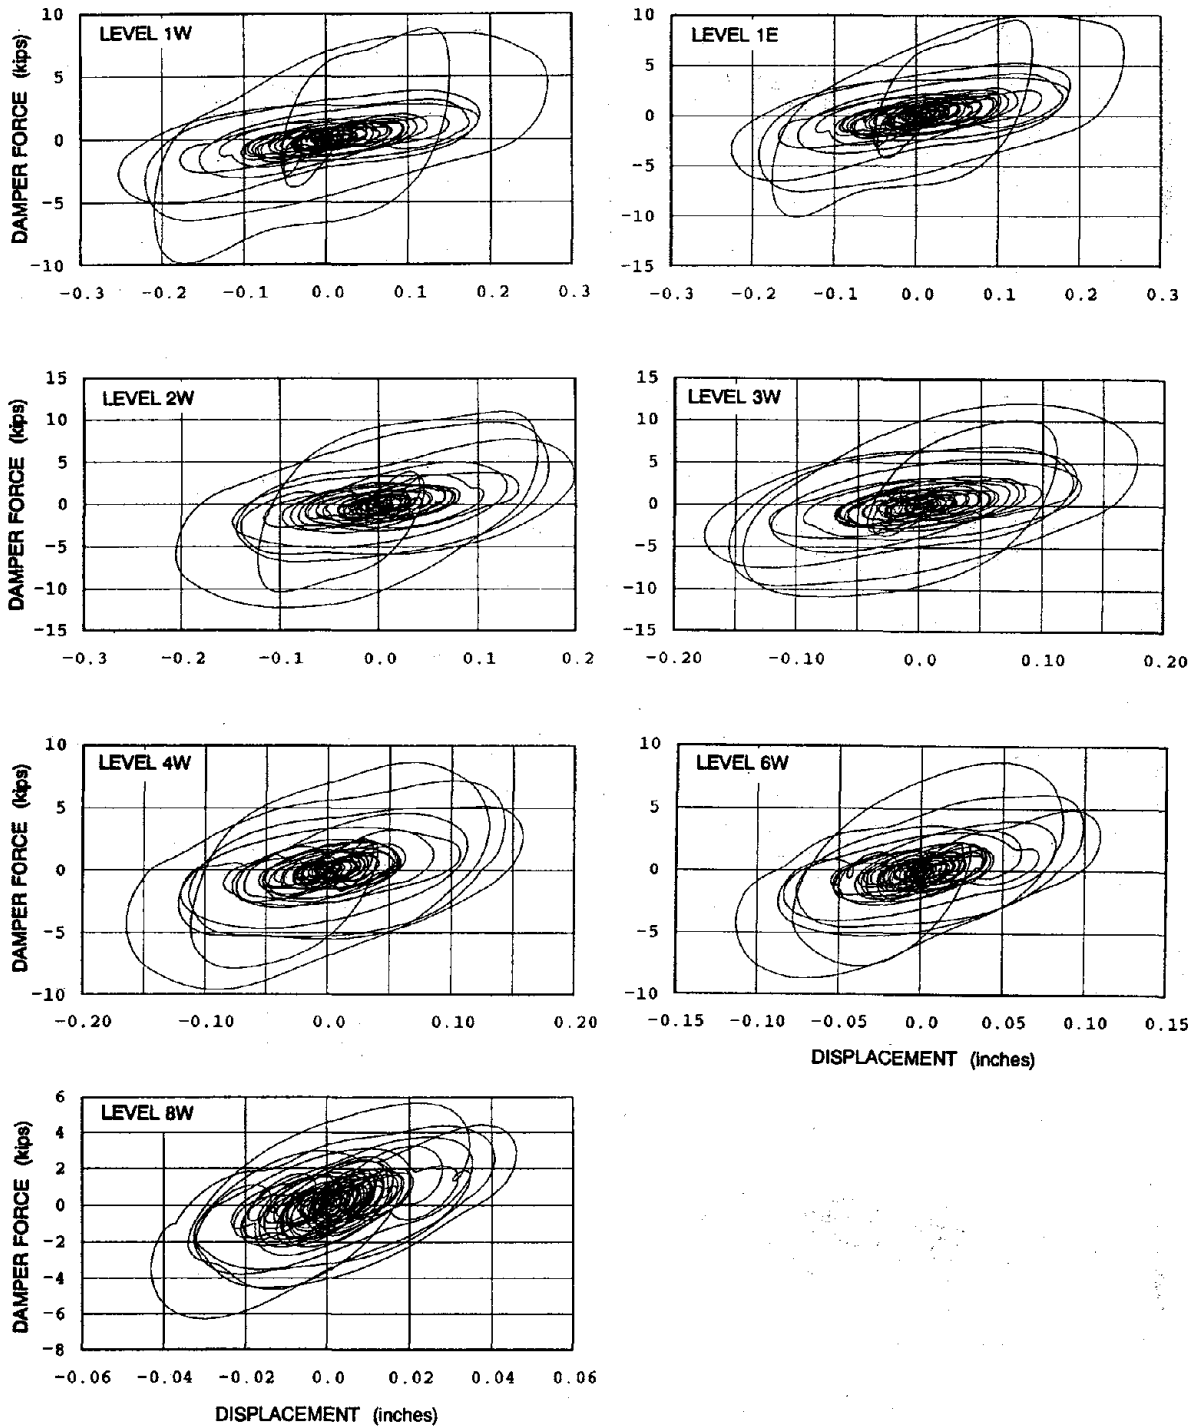 LEVEL 1W
DAMPER FORCE (kips)
10
5
0
-5
-10
-0.3 -0.2 -0.1 0.0 0.1 0.2 0.3
LEVEL 1E
10
5
0
-5
-10
-15
-0.3 -0.2 -0.1 0.0 0.1 0.2 0.3
LEVEL 2W
DAMPER FORCE (kips)
15
10
5
0
-5
-10
-15
-0.3 -0.2 -0.1 0.0 0.1 0.2
LEVEL 3W
15
10
5
0
-5
-10
-15
-0.20 -0.10 0.0 0.10 0.20
LEVEL 4W
DAMPER FORCE (kips)
10
5
0
-5
-10
-0.20 -0.10 0.0 0.10 0.20
LEVEL 6W
10
5
0
-5
-10
-0.15 -0.10 -0.05 0.0 0.05 0.10 0.15
DISPLACEMENT (inches)
LEVEL 8W
DAMPER FORCE (kips)
6
4
2
0
-2
-4
-6
-8
-0.06 -0.04 -0.02 0.0 0.02 0.04 0.06
DISPLACEMENT (inches)